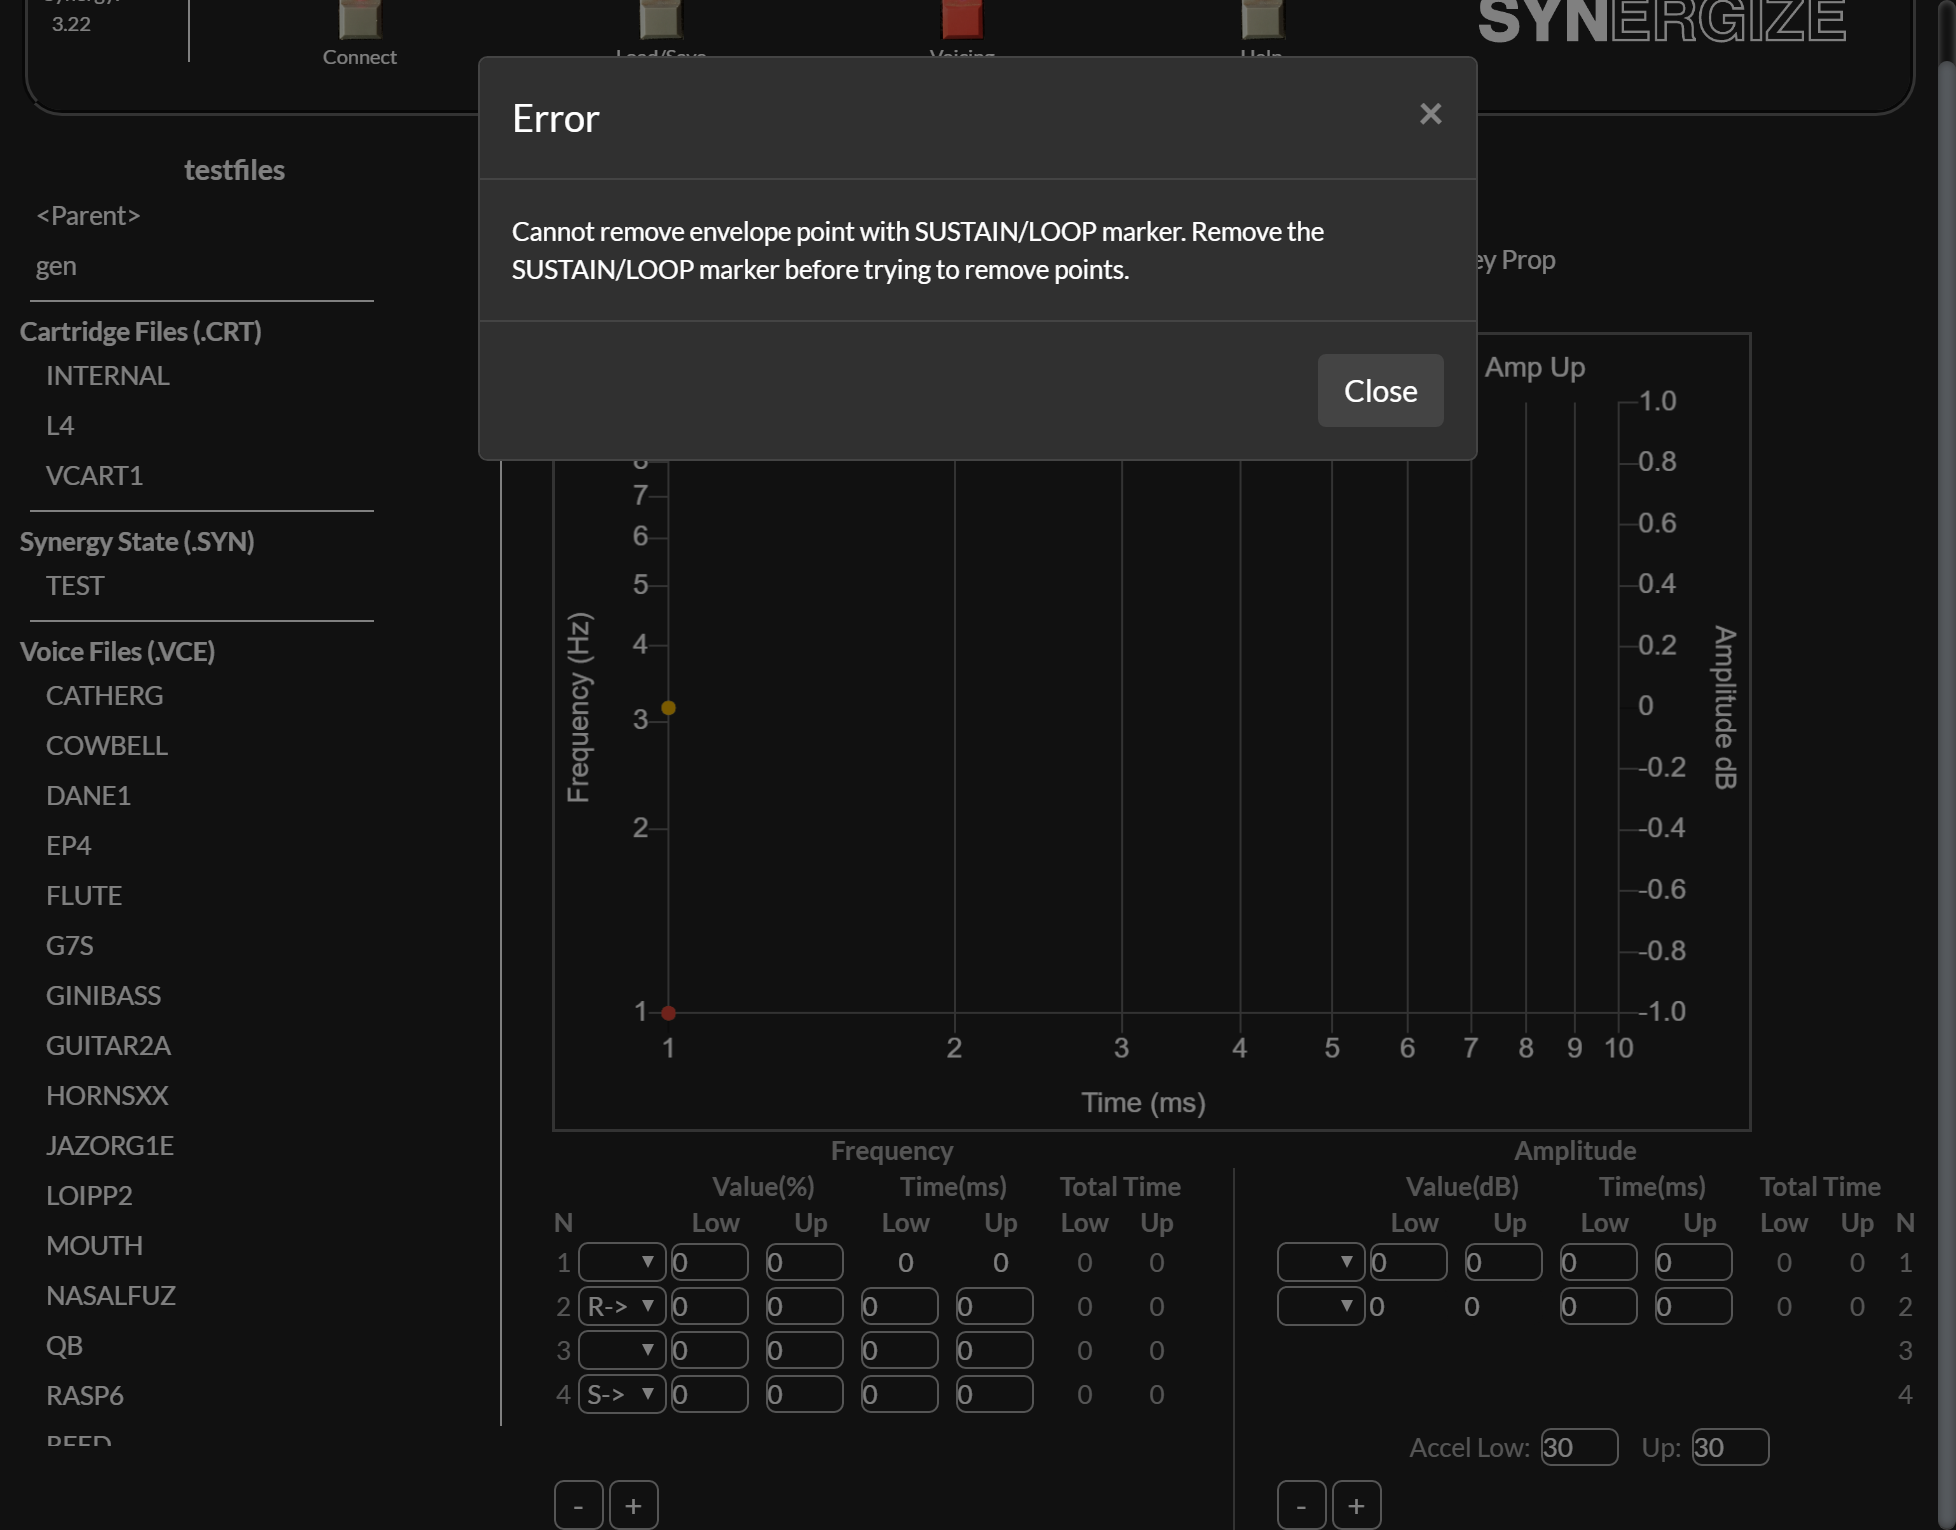 3.22
Connect
SYNERGIZE
Error
×
Cannot remove envelope point with SUSTAIN/LOOP marker. Remove the
SUSTAIN/LOOP marker before trying to remove points.
Close
testfiles
<Parent>
gen
Cartridge Files (.CRT)
INTERNAL
L4
VCART1
Synergy State (.SYN)
TEST
Voice Files (.VCE)
CATHERG
COWBELL
DANE1
EP4
FLUTE
G7S
GINIBASS
GUITAR2A
HORNSXX
JAZORG1E
LOIPP2
MOUTH
NASALFUZ
QB
RASP6
Prop
Amp Up
Frequency (Hz)
7
6
5
4
3
2
1
1.0
0.8
0.6
0.4
0.2
0
-0.2
-0.4
-0.6
-0.8
-1.0
Amplitude dB
1 2 3 4 5 6 7 8 9 10
Time (ms)
Frequency
Value(%) Time(ms) Total Time
N Low Up Low Up Low Up
1 0 0 0 0 0 0
2 R-> 0 0 0 0 0 0
3 0 0 0 0 0 0
4 S-> 0 0 0 0 0 0
- +
Amplitude
Value(dB) Time(ms) Total Time
Low Up Low Up Low Up N
0 0 0 0 0 0 1
0 0 0 0 0 0 2
3
4
Accel Low: 30 Up: 30
- +